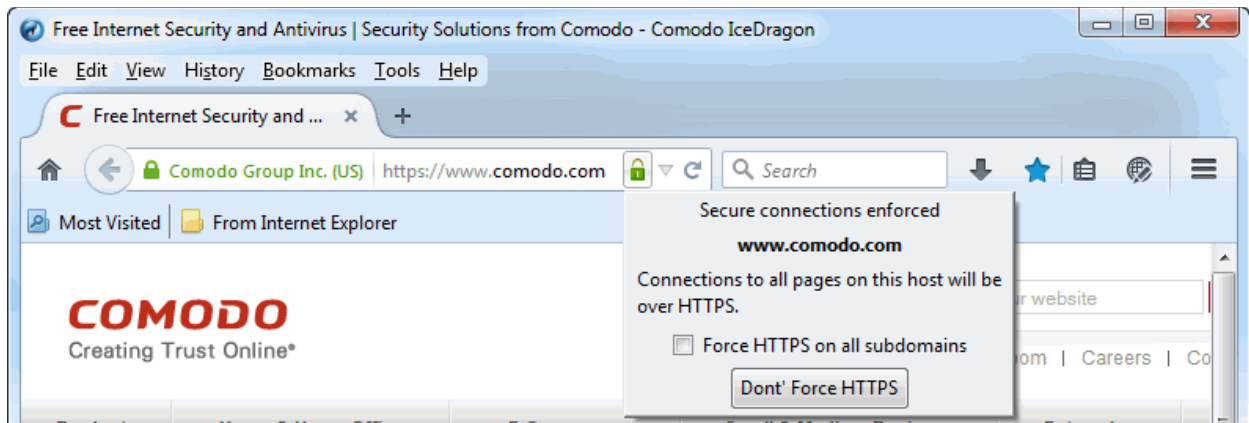 Free Internet Security and Antivirus | Security Solutions from Comodo - Comodo IceDragon
File Edit View History Bookmarks Tools Help
Free Internet Security and ...
Comodo Group Inc. (US) https://www.comodo.com Search
Most Visited From Internet Explorer
Secure connections enforced
www.comodo.com
Connections to all pages on this host will be
over HTTPS.
Force HTTPS on all subdomains
Dont' Force HTTPS
ur website
COMODO
Creating Trust Online®
om | Careers | Co